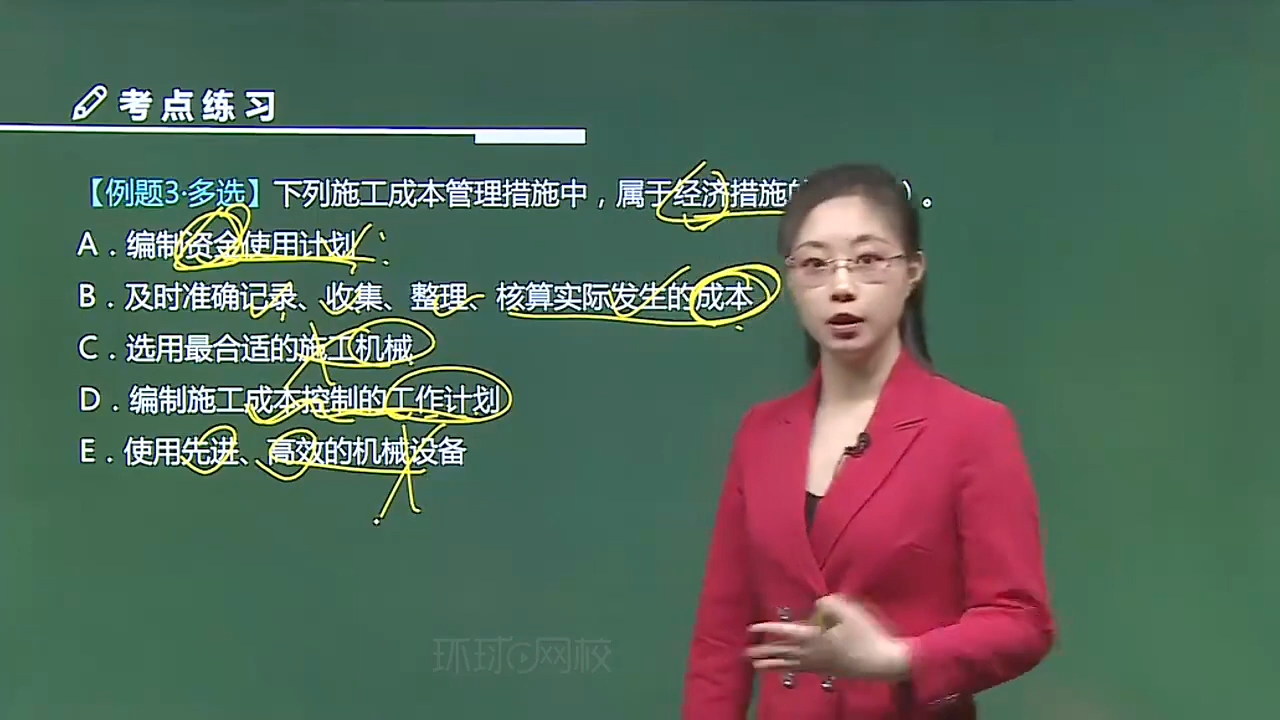 考点练习
【例题3·多选】下列施工成本管理措施中，属于经济措施）。
A．编制资金使用计划
B．及时准确记录、收集、整理、核算实际发生的成本
C．选用最合适的施工机械
D．编制施工成本控制的工作计划
E．使用先进、高效的机械设备
环球网校